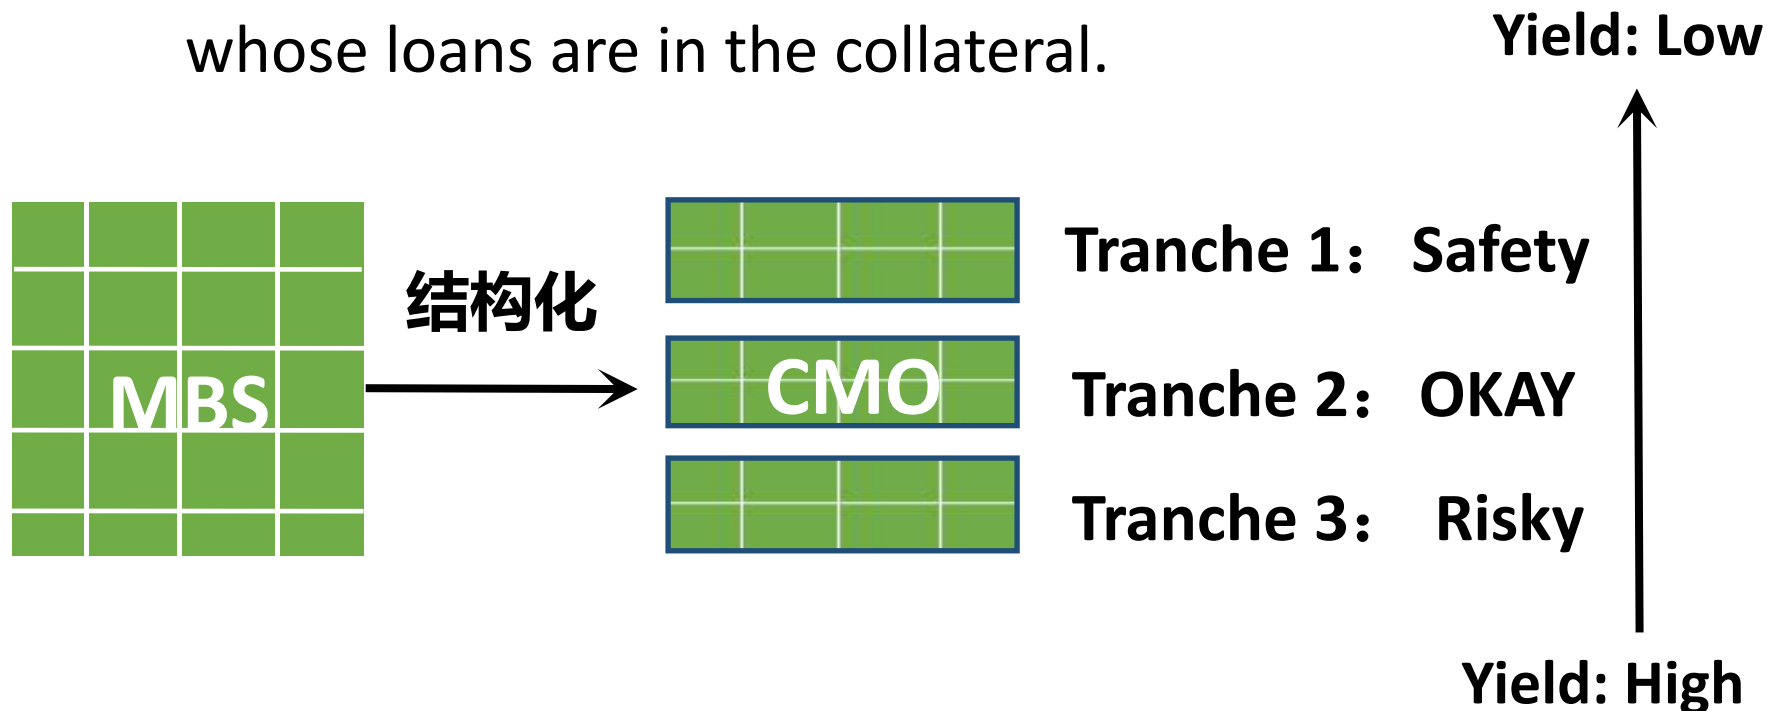 whose loans are in the collateral.
Yield: Low
Tranche 1： Safety
结构化
MBS
CMO
Tranche 2： OKAY
Tranche 3： Risky
Yield: High